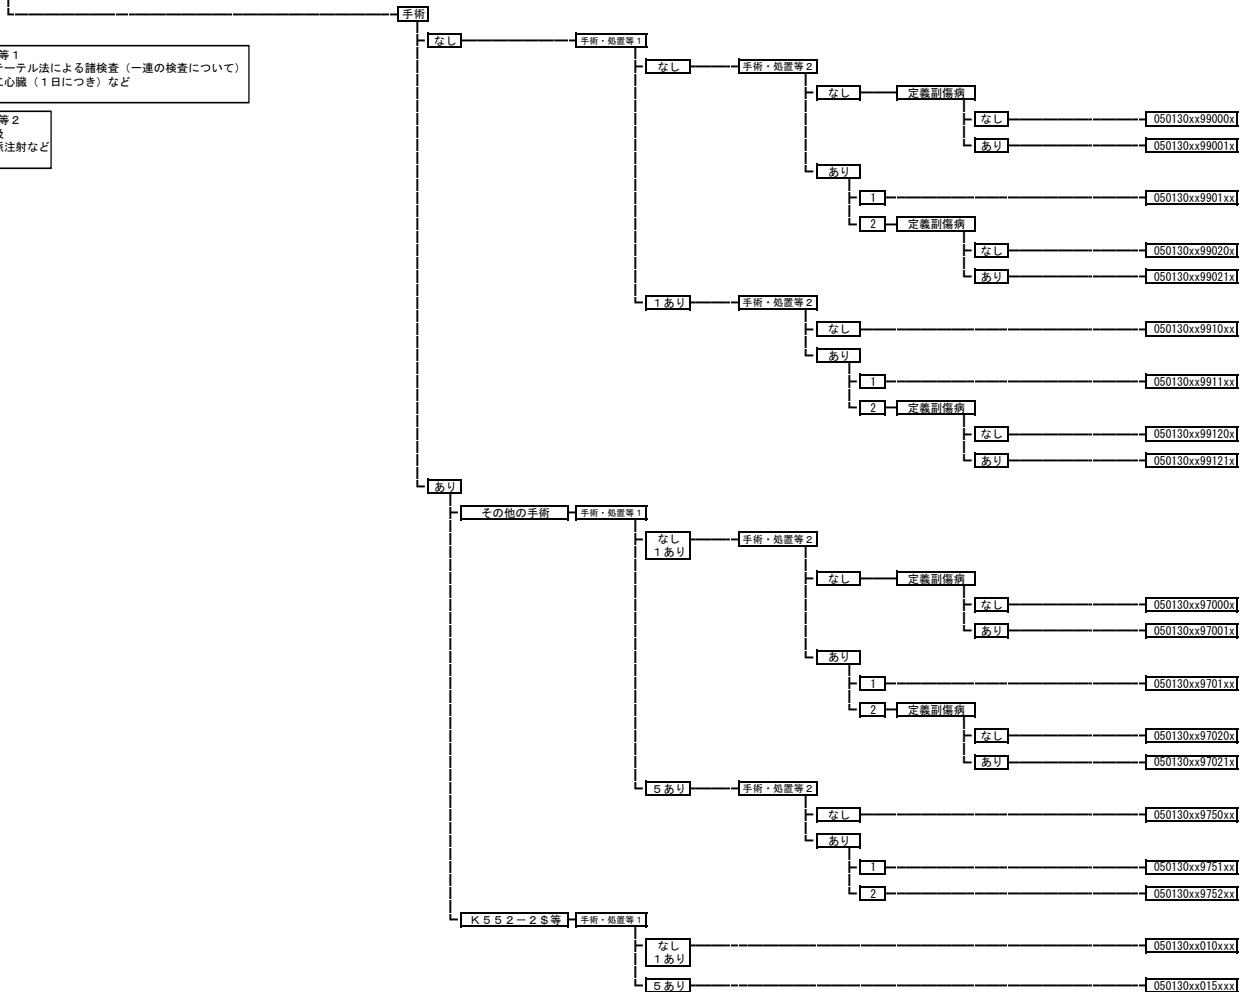 手術
なし
手術・処置等1
等1
テーテル法による諸検査(一連の検査について)
なし
手術・処置等2
心臓(1日につき)など
なし
定義副傷病
等2
なし
050130xx99000x
注射など
あり
050130xx99001x
あり
1
050130xx9901xx
2
定義副傷病
なし
050130xx99020x
あり
050130xx99021x
1あり
手術・処置等2
なし
050130xx9910xx
あり
1
050130xx9911xx
2
定義副傷病
なし
050130xx99120x
あり
050130xx99121x
あり
その他の手術
手術・処置等1
なし
1あり
手術・処置等2
なし
定義副傷病
なし
050130xx97000x
あり
050130xx97001x
あり
1
050130xx9701xx
2
定義副傷病
なし
050130xx97020x
あり
050130xx97021x
5あり
手術・処置等2
なし
050130xx9750xx
あり
1
050130xx9751xx
2
050130xx9752xx
K552-2$等
手術・処置等1
なし
1あり
050130xx010xxx
5あり
050130xx015xxx